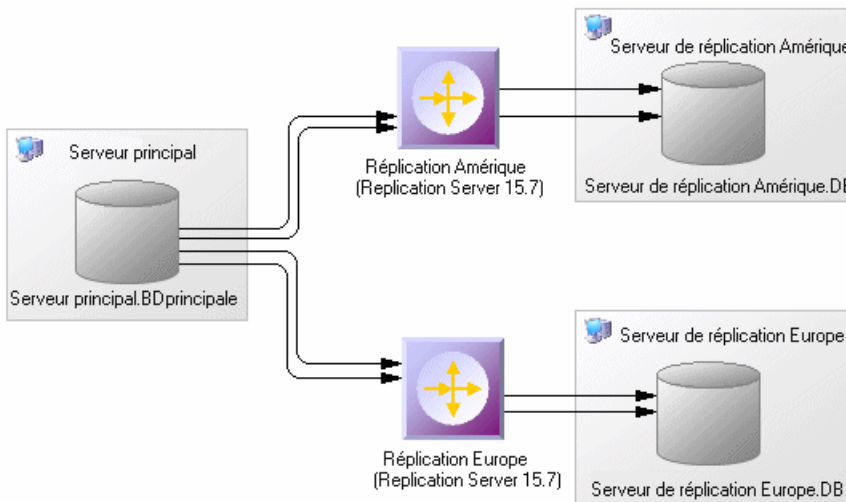 Serveur de réplication Amérique
Serveur principal
Réplication Amérique
(Replication Server 15.7)
Serveur de réplication Amérique.DB
Serveur principal.BDprincipale
Serveur de réplication Europe
Réplication Europe
(Replication Server 15.7)
Serveur de réplication Europe.DB